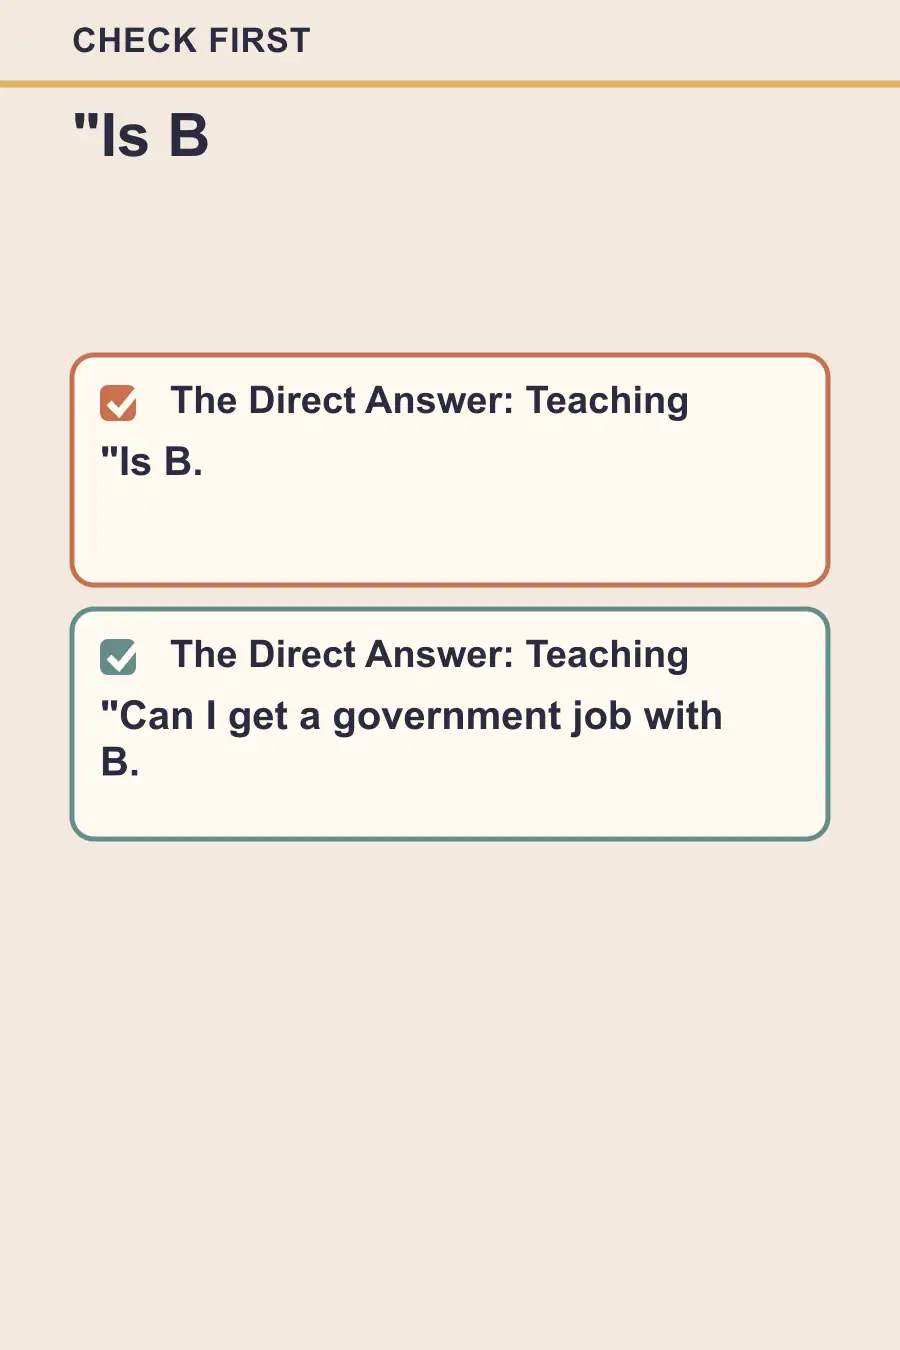 CHECK FIRST
"Is B
The Direct Answer: Teaching
"Is B.
The Direct Answer: Teaching
"Can I get a government job with
B.